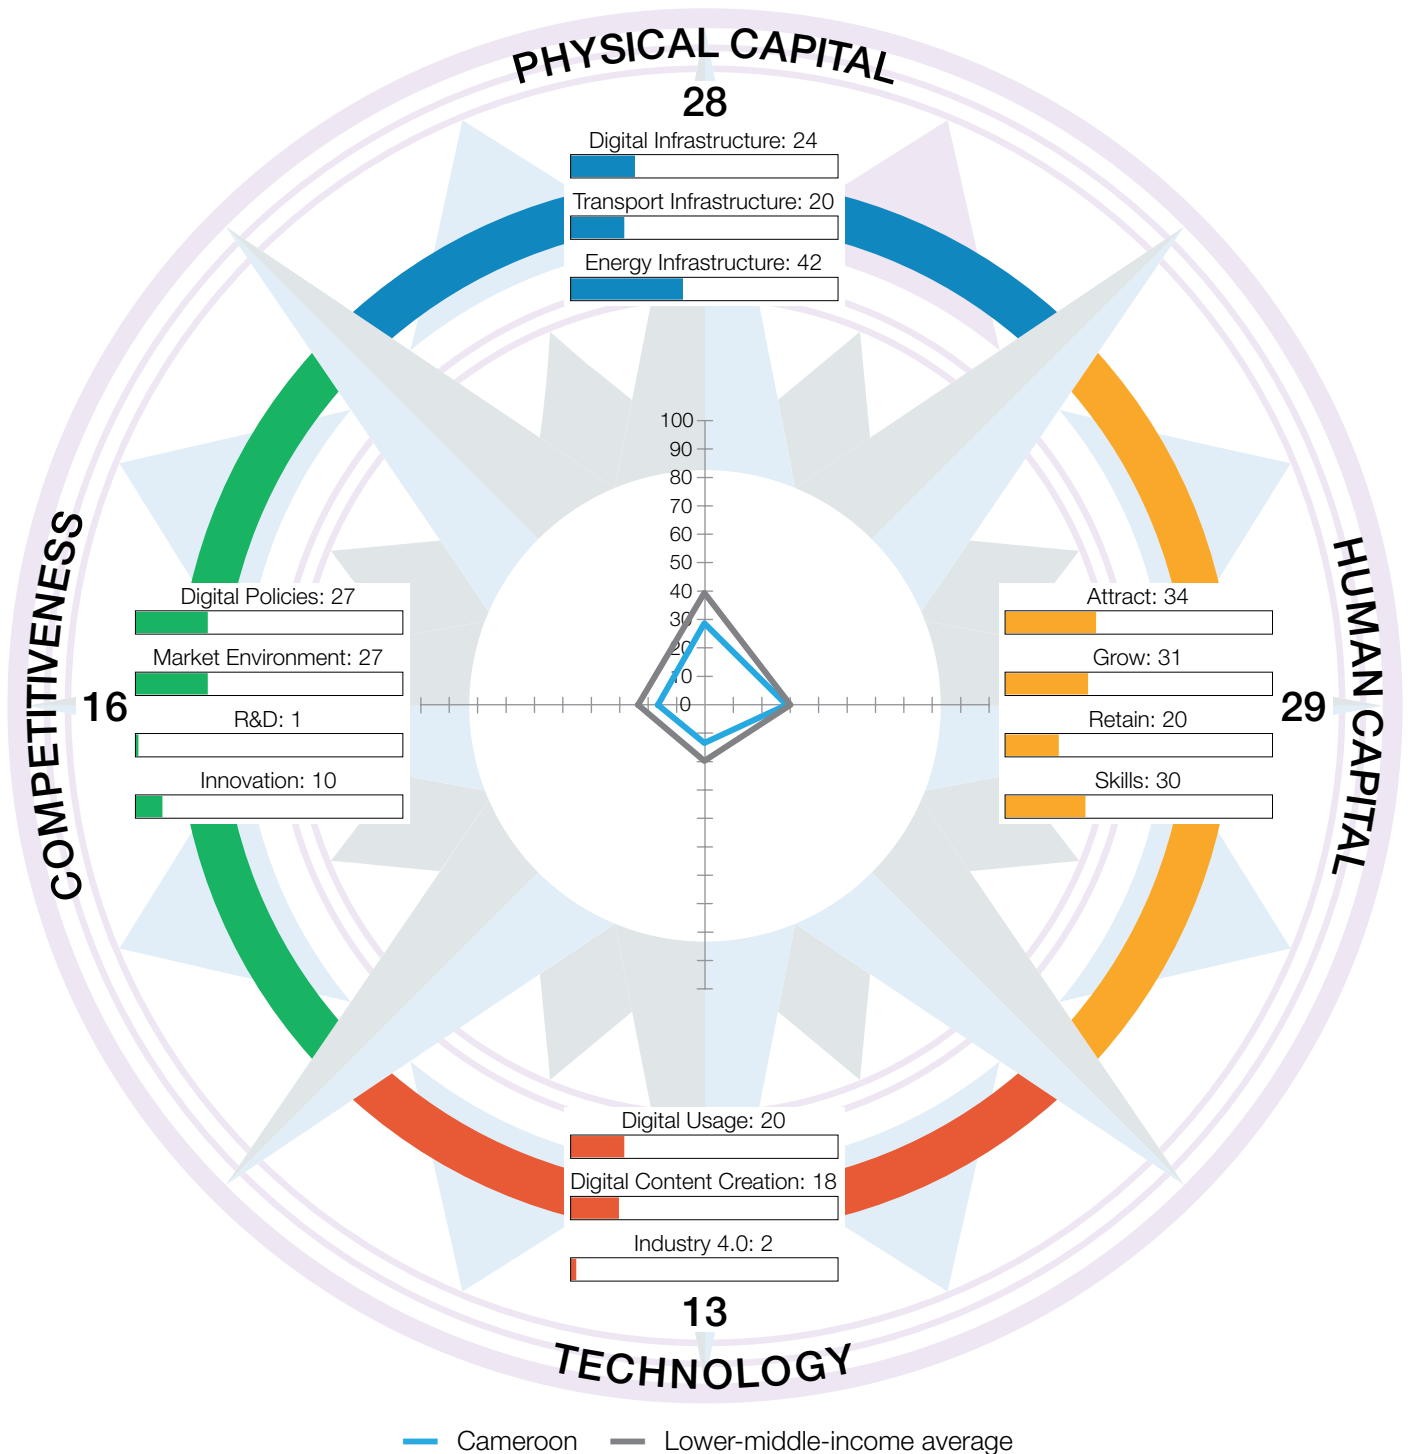 PHYSICAL CAPITAL
28
Digital Infrastructure: 24
Transport Infrastructure: 20
Energy Infrastructure: 42
100
90
80
70
60
50
40
30
20
10
0
COMPETITIVENESS
16
Digital Policies: 27
Market Environment: 27
R&D: 1
Innovation: 10
HUMAN CAPITAL
29
Attract: 34
Grow: 31
Retain: 20
Skills: 30
Digital Usage: 20
Digital Content Creation: 18
Industry 4.0: 2
13
TECHNOLOGY
Cameroon
Lower-middle-income average